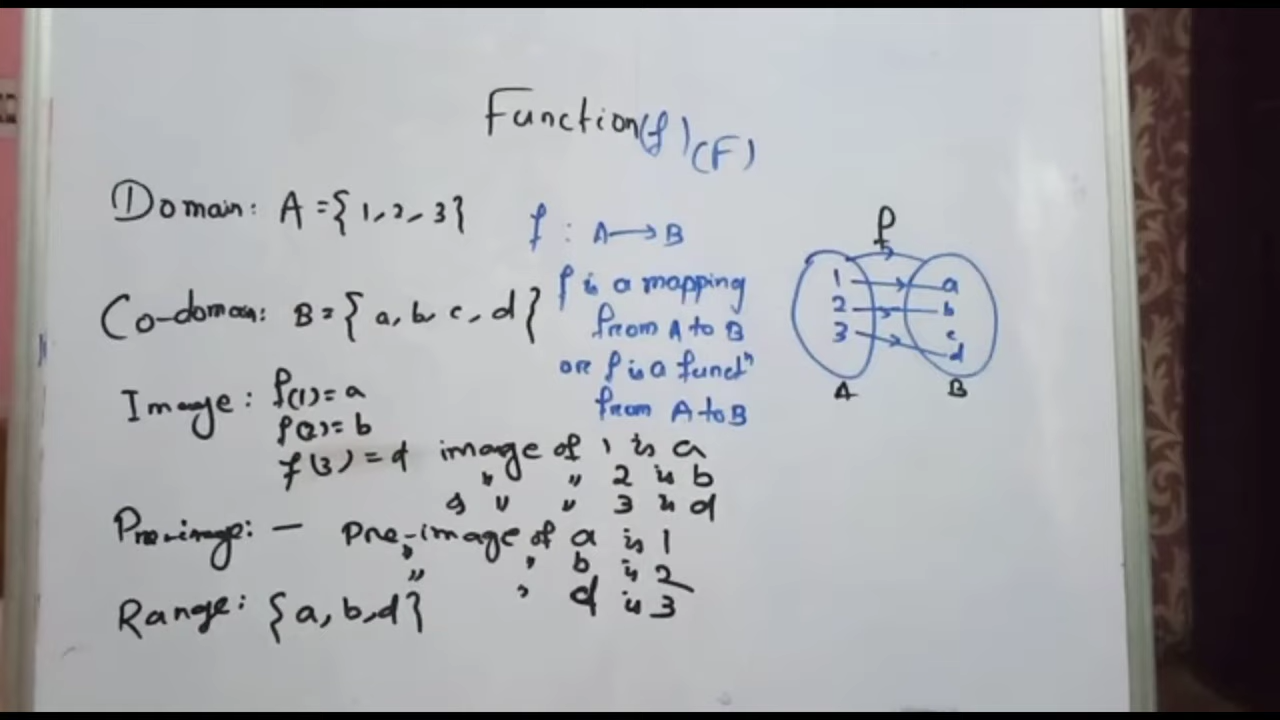 Function(f) (F)
Domain: A = {1, 2, 3}
f : A → B
Co-domain: B = {a, b, c, d}
f is a mapping
from A to B
or f is a functⁿ
from A to B
f
1
2
3
a
b
c
d
A
B
Image: f(1) = a
f(2) = b
f(3) = d
image of 1 is a
" " 2 is b
& " " 3 is d
Pre-image: — Pre-image of a is 1
" " b is 2
" " d is 3
Range: {a, b, d}